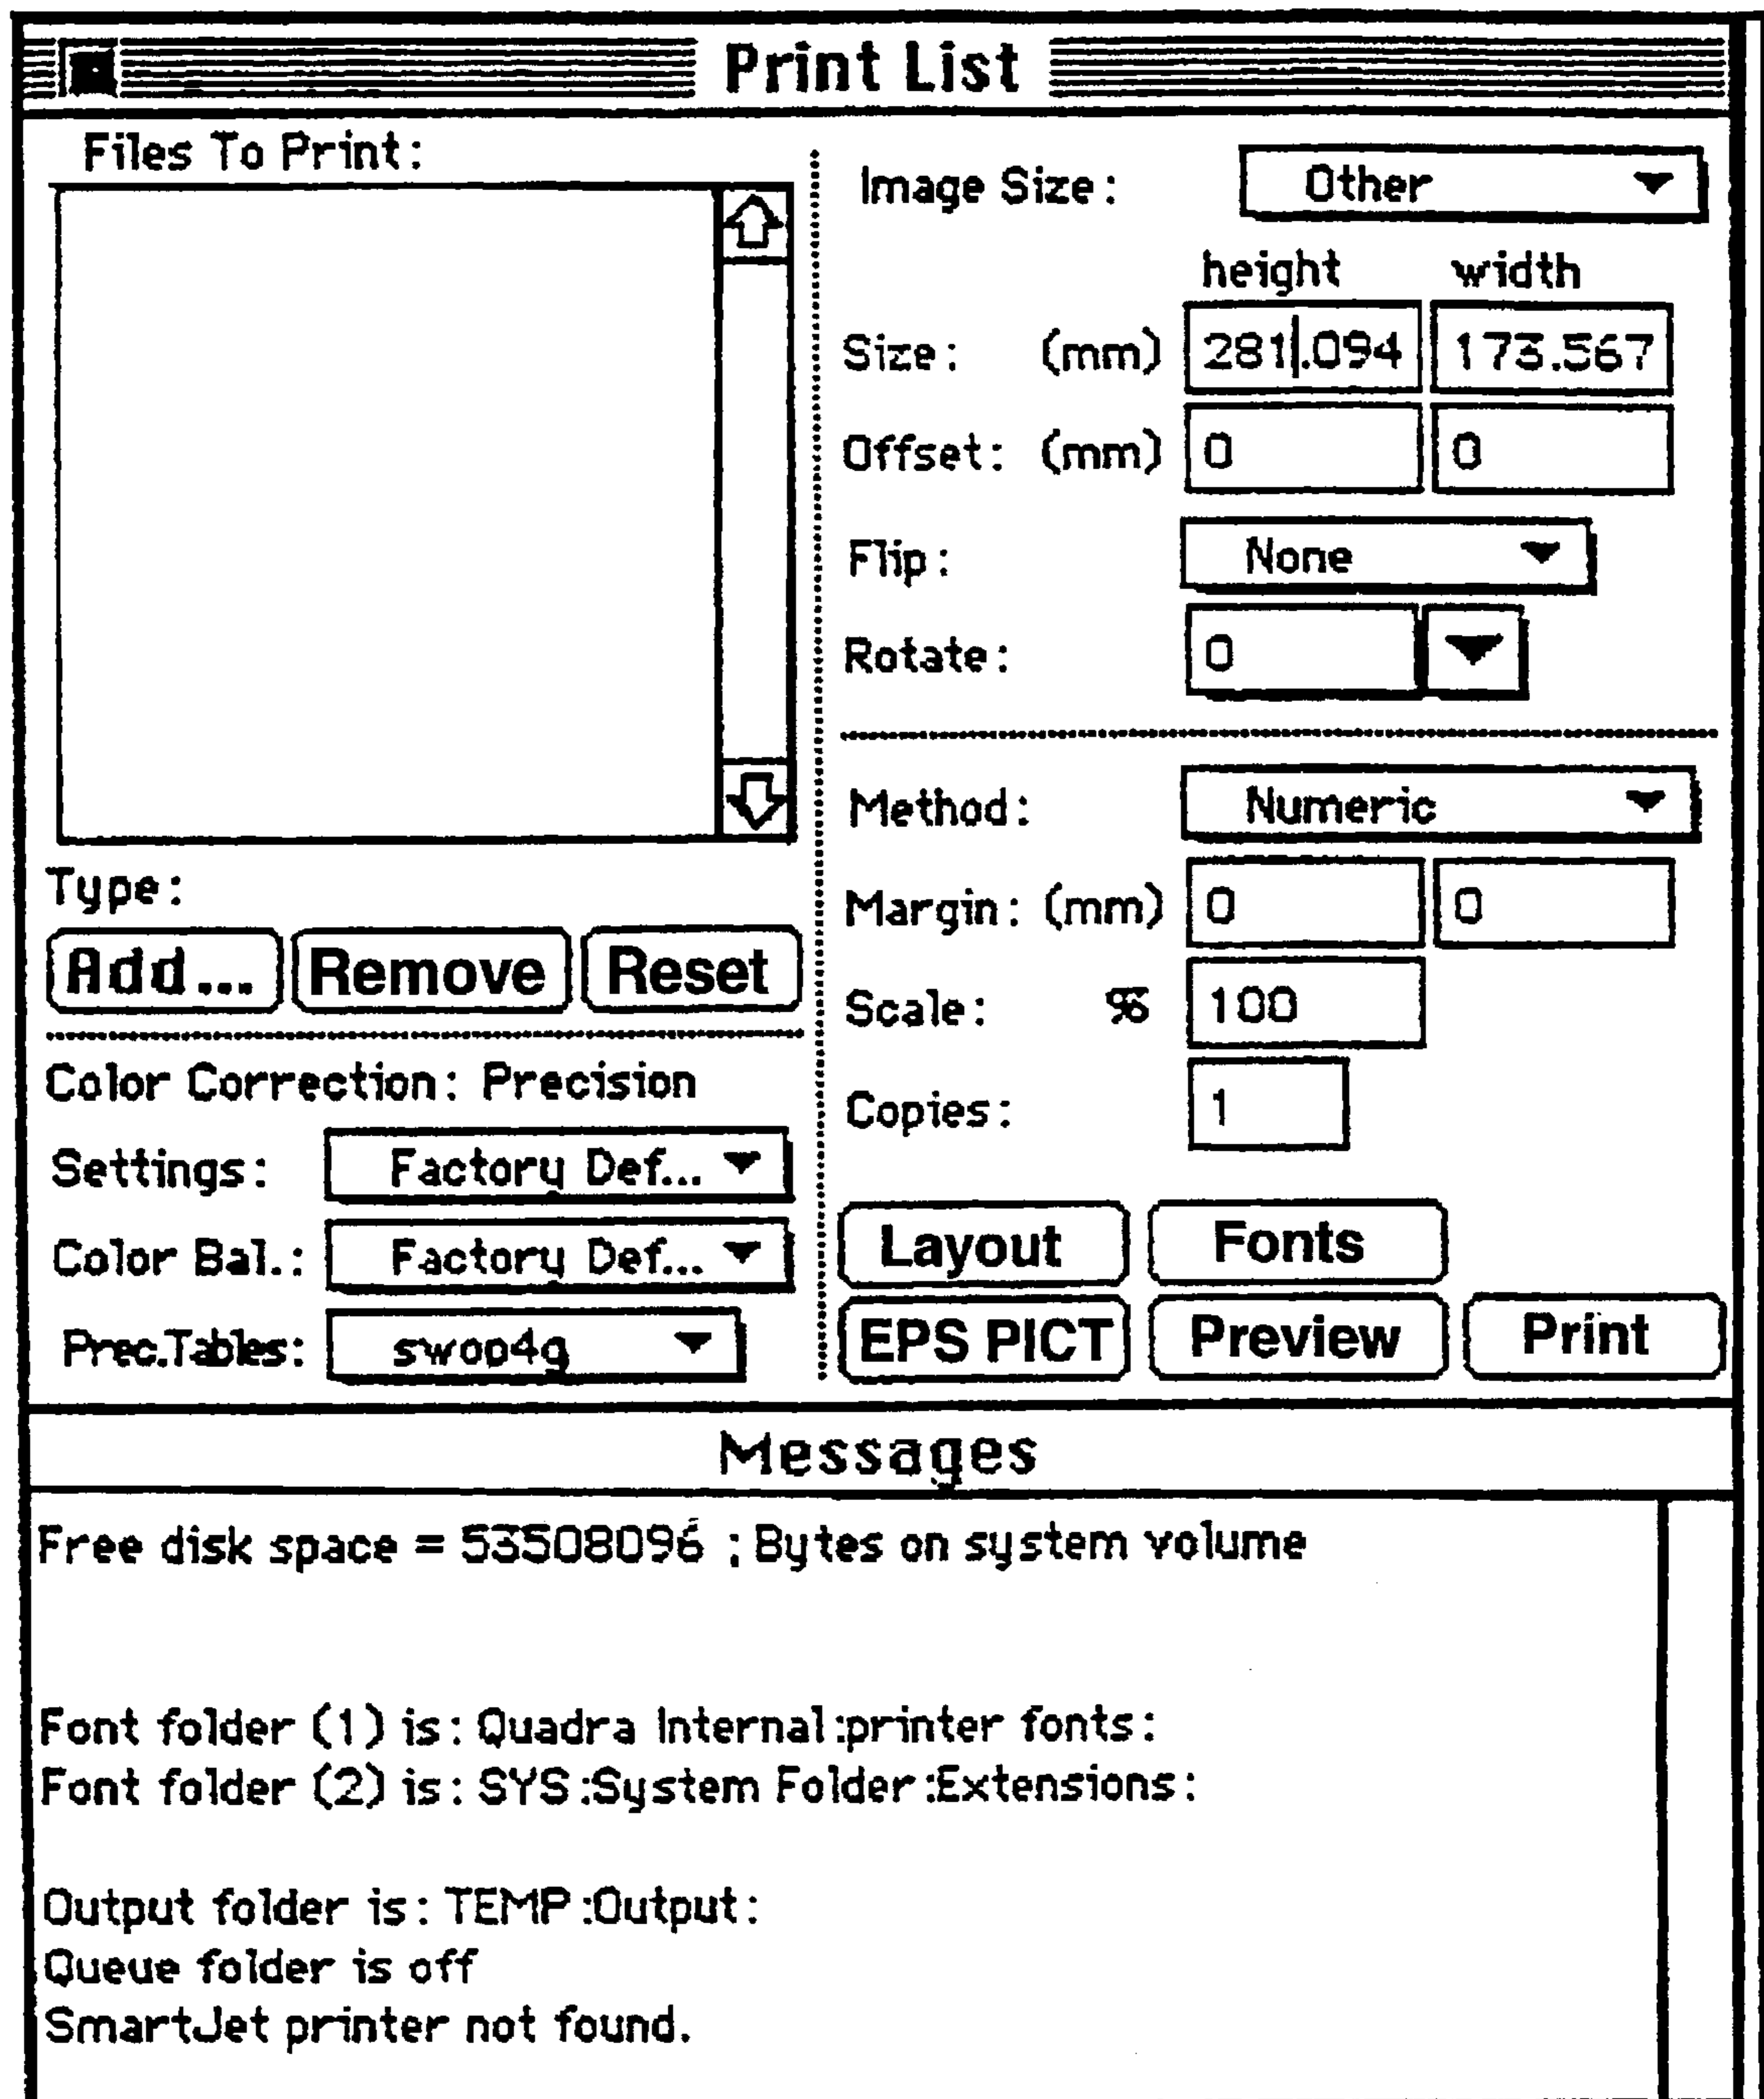 Print List
Files To Print:
Type:
Add... Remove Reset
Color Correction: Precision
Settings: Factory Def...
Color Bal.: Factory Def...
Prec.Tables: swop4g
Image Size: Other
height width
Size: (mm) 281.094 173.567
Offset: (mm) 0 0
Flip: None
Rotate: 0
Method: Numeric
Margin: (mm) 0 0
Scale: % 100
Copies: 1
Layout Fonts
EPS PICT Preview Print
Messages
Free disk space = 53508096 ; Bytes on system volume
Font folder (1) is: Quadra Internal:printer fonts:
Font folder (2) is: SYS:System Folder:Extensions:
Output folder is: TEMP:Output:
Queue folder is off
SmartJet printer not found.